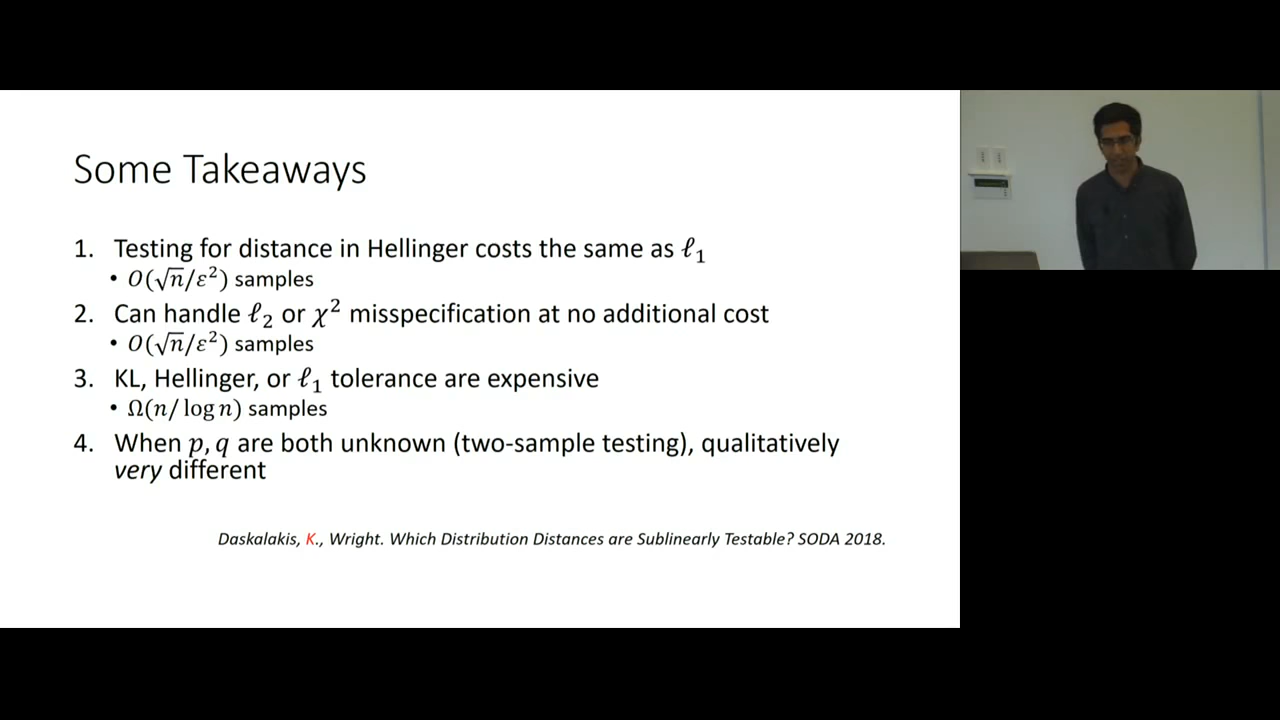 Some Takeaways
1. Testing for distance in Hellinger costs the same as ℓ₁
• O(√n/ε²) samples
2. Can handle ℓ₂ or χ² misspecification at no additional cost
• O(√n/ε²) samples
3. KL, Hellinger, or ℓ₁ tolerance are expensive
• Ω(n/ log n) samples
4. When p, q are both unknown (two-sample testing), qualitatively
very different
Daskalakis, K., Wright. Which Distribution Distances are Sublinearly Testable? SODA 2018.